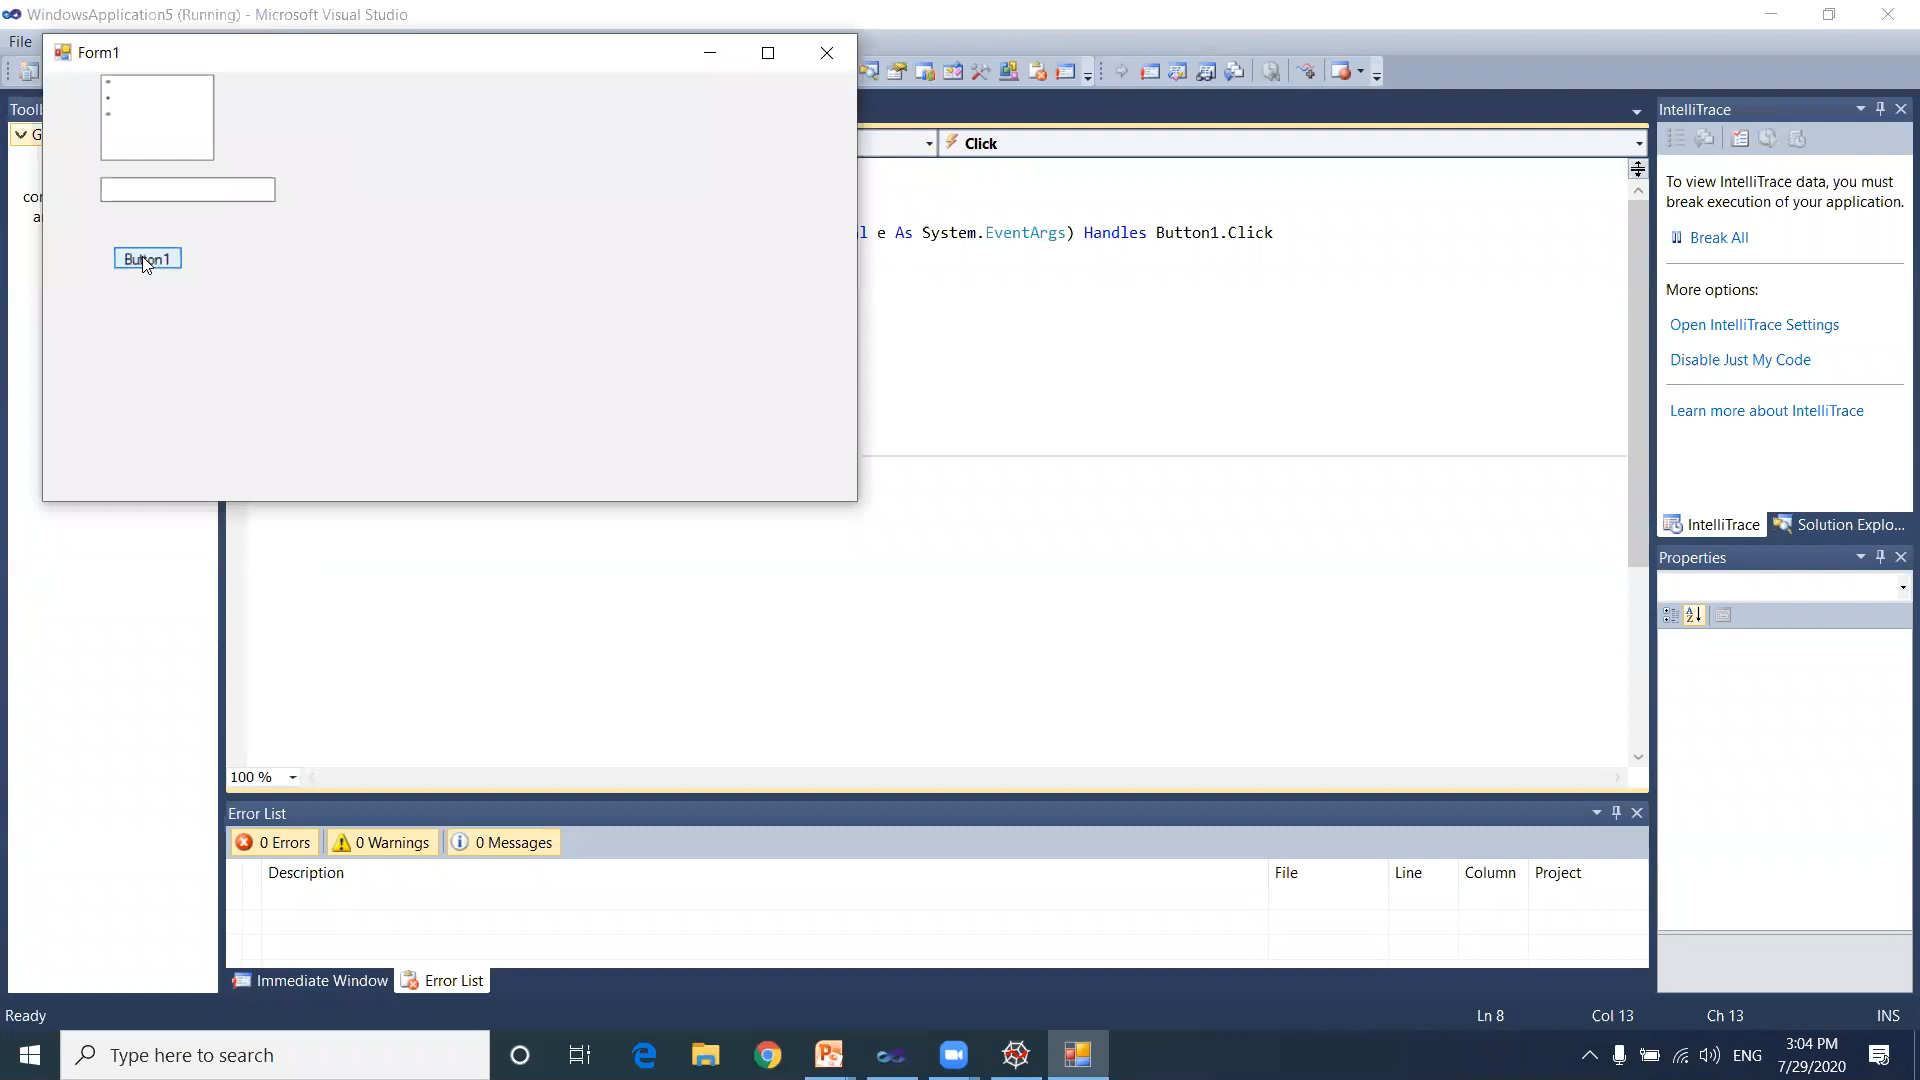 WindowsApplication5 (Running) - Microsoft Visual Studio
File
Form1
*
*
*
Button1
Click
e As System.EventArgs) Handles Button1.Click
IntelliTrace
To view IntelliTrace data, you must
break execution of your application.
Break All
More options:
Open IntelliTrace Settings
Disable Just My Code
Learn more about IntelliTrace
IntelliTrace
Solution Explo...
Properties
100 %
Error List
0 Errors
0 Warnings
0 Messages
Description
File
Line
Column
Project
Immediate Window
Error List
Ready
Ln 8
Col 13
Ch 13
INS
Type here to search
ENG
3:04 PM
7/29/2020